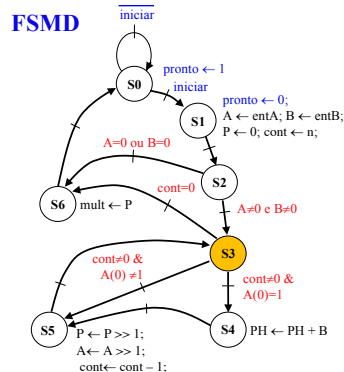 FSMD
iniciar
S0
pronto ← 1
iniciar
S1
pronto ← 0;
A ← entA; B ← entB;
P ← 0; cont ← n;
A=0 ou B=0
S2
S6
mult ← P
cont=0
A≠0 e B≠0
S3
cont≠0 &
A(0) ≠1
cont≠0 &
A(0)=1
S5
S4
PH ← PH + B
P ← P >> 1;
A ← A >> 1;
cont ← cont – 1;